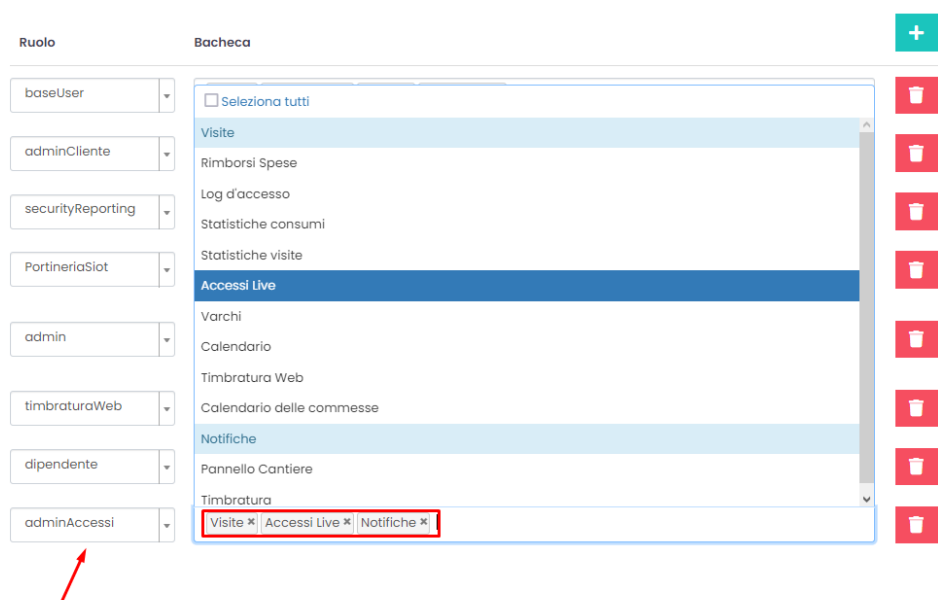 Ruolo Bacheca
baseUser
Seleziona tutti
Visite
adminCliente
Rimborsi Spese
Log d'accesso
securityReporting
Statistiche consumi
Statistiche visite
PortineriaSiot
Accessi Live
Varchi
admin
Calendario
Timbratura Web
timbraturaWeb
Calendario delle commesse
Notifiche
dipendente
Pannello Cantiere
Timbratura
adminAccessi
Visite × Accessi Live × Notifiche ×